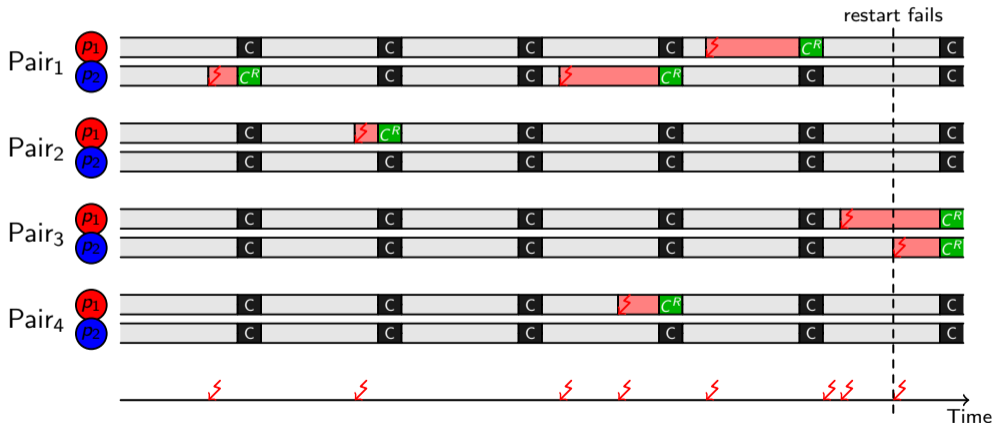 restart fails
Pair1 p1 C C C C C^R C
p2 C^R C C C^R C C
Pair2 p1 C C^R C C C C
p2 C C C C C C
Pair3 p1 C C C C C C^R
p2 C C C C C C^R
Pair4 p1 C C C C^R C C
p2 C C C C C C
Time